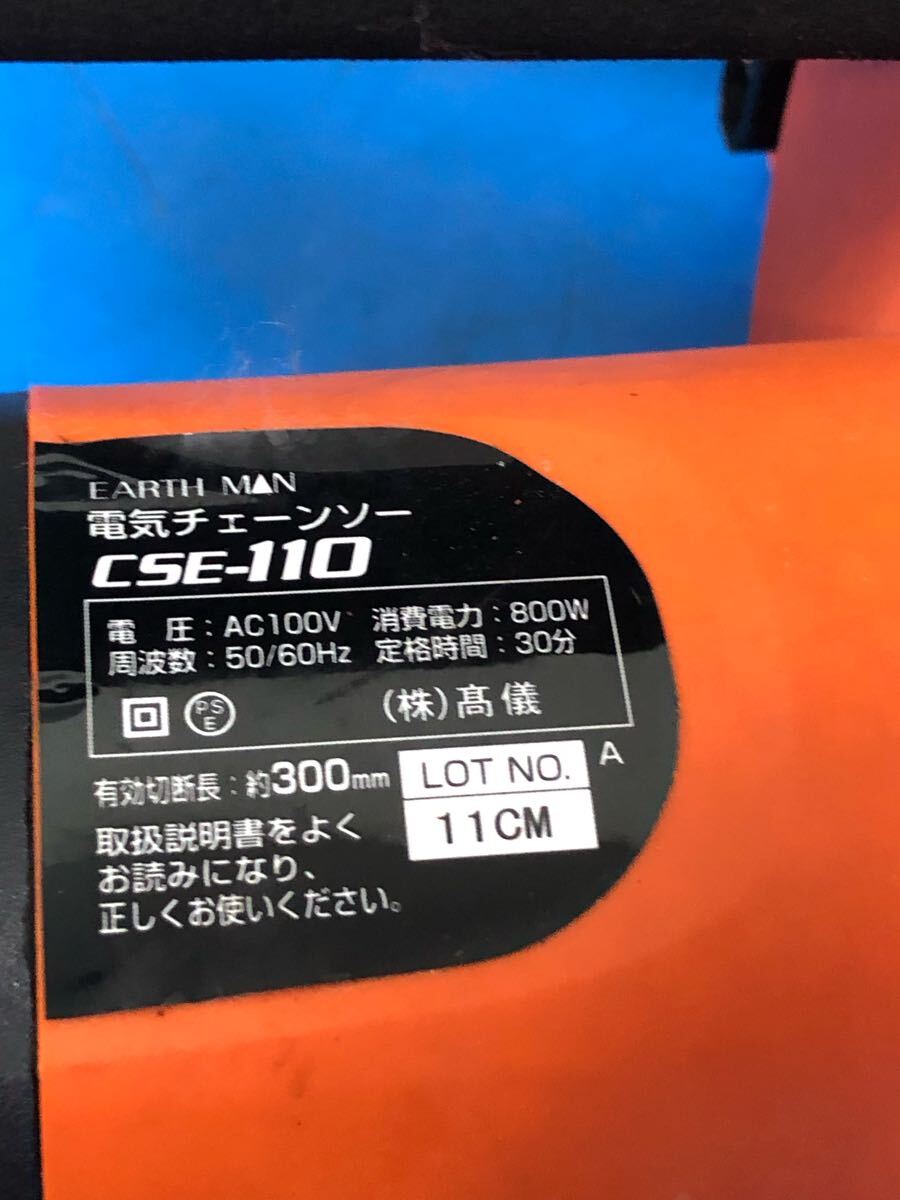 EARTH MAN
電気チェーンソー
CSE-110
電 圧：AC100V 消費電力：800W
周波数：50/60Hz 定格時間：30分
PS
E
(株)髙儀
有効切断長：約300mm
LOT NO. A
11CM
取扱説明書をよく
お読みになり、
正しくお使いください。